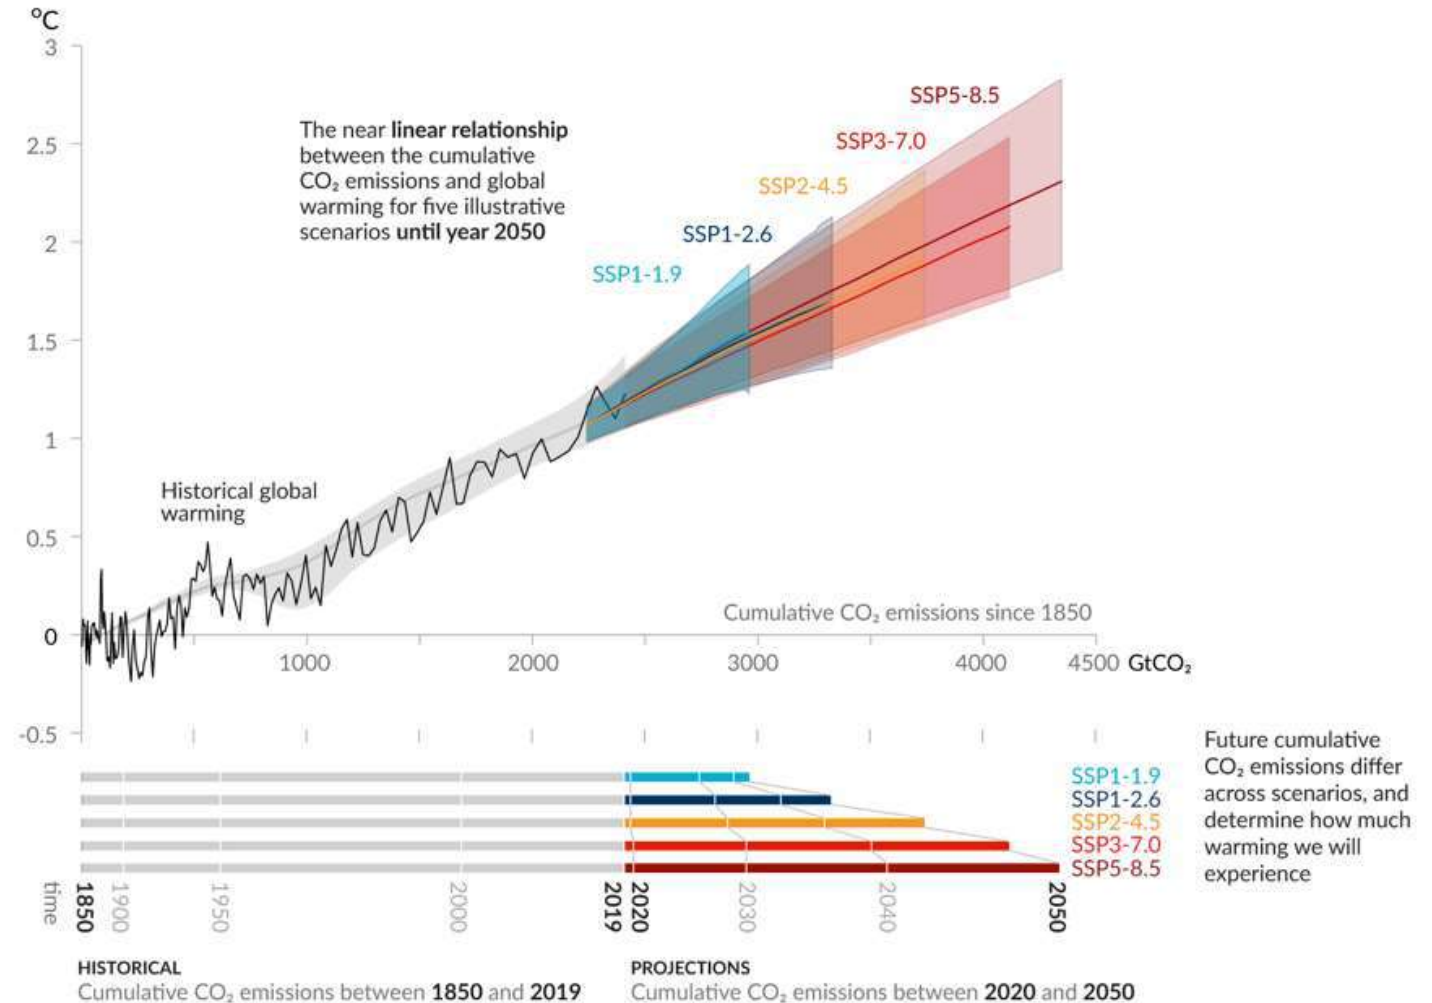 °C
3
SSP5-8.5
The near linear relationship
between the cumulative
CO₂ emissions and global
warming for five illustrative
scenarios until year 2050
SSP3-7.0
2.5
SSP2-4.5
SSP1-2.6
2
SSP1-1.9
1.5
1
Historical global
warming
0.5
Cumulative CO₂ emissions since 1850
0
1000
2000
3000
4000
4500 GtCO₂
-0.5
Future cumulative
CO₂ emissions differ
across scenarios, and
determine how much
warming we will
experience
SSP1-1.9
SSP1-2.6
SSP2-4.5
SSP3-7.0
SSP5-8.5
time
1850
1900
1950
2000
2019
2020
2030
2040
2050
HISTORICAL
Cumulative CO₂ emissions between 1850 and 2019
PROJECTIONS
Cumulative CO₂ emissions between 2020 and 2050